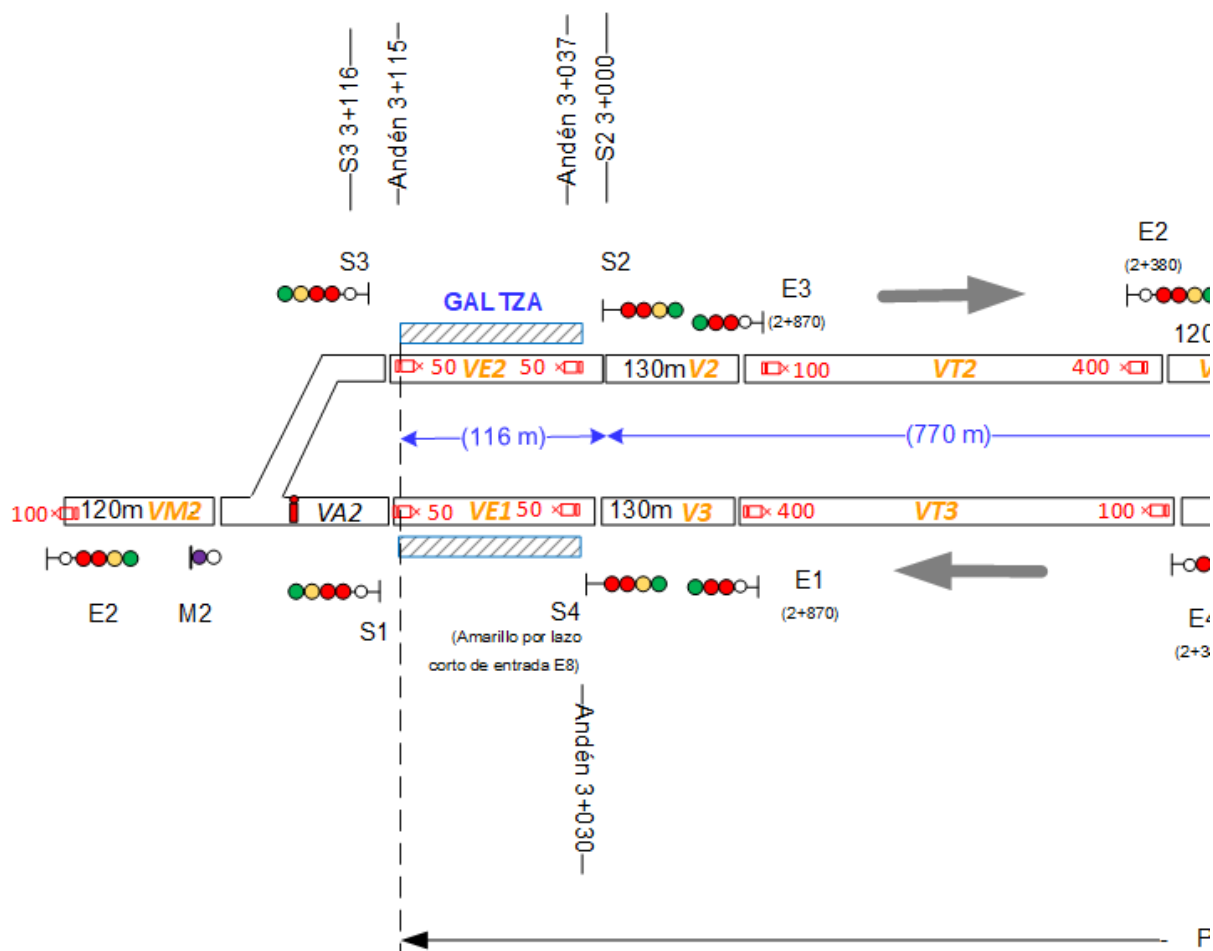 S3 3+116
Andén 3+115
Andén 3+037
S2 3+000
E2
(2+380)
S3
S2
E3
(2+870)
GALTZA
120
50 VE2 50
130m V2
100 VT2 400
V
(116 m)
(770 m)
100
120m VM2
VA2
50 VE1 50
130m V3
400 VT3 100
E2
M2
S1
S4
E1
(2+870)
E4
(Amarillo por lazo
corto de entrada E8)
Andén 3+030
P